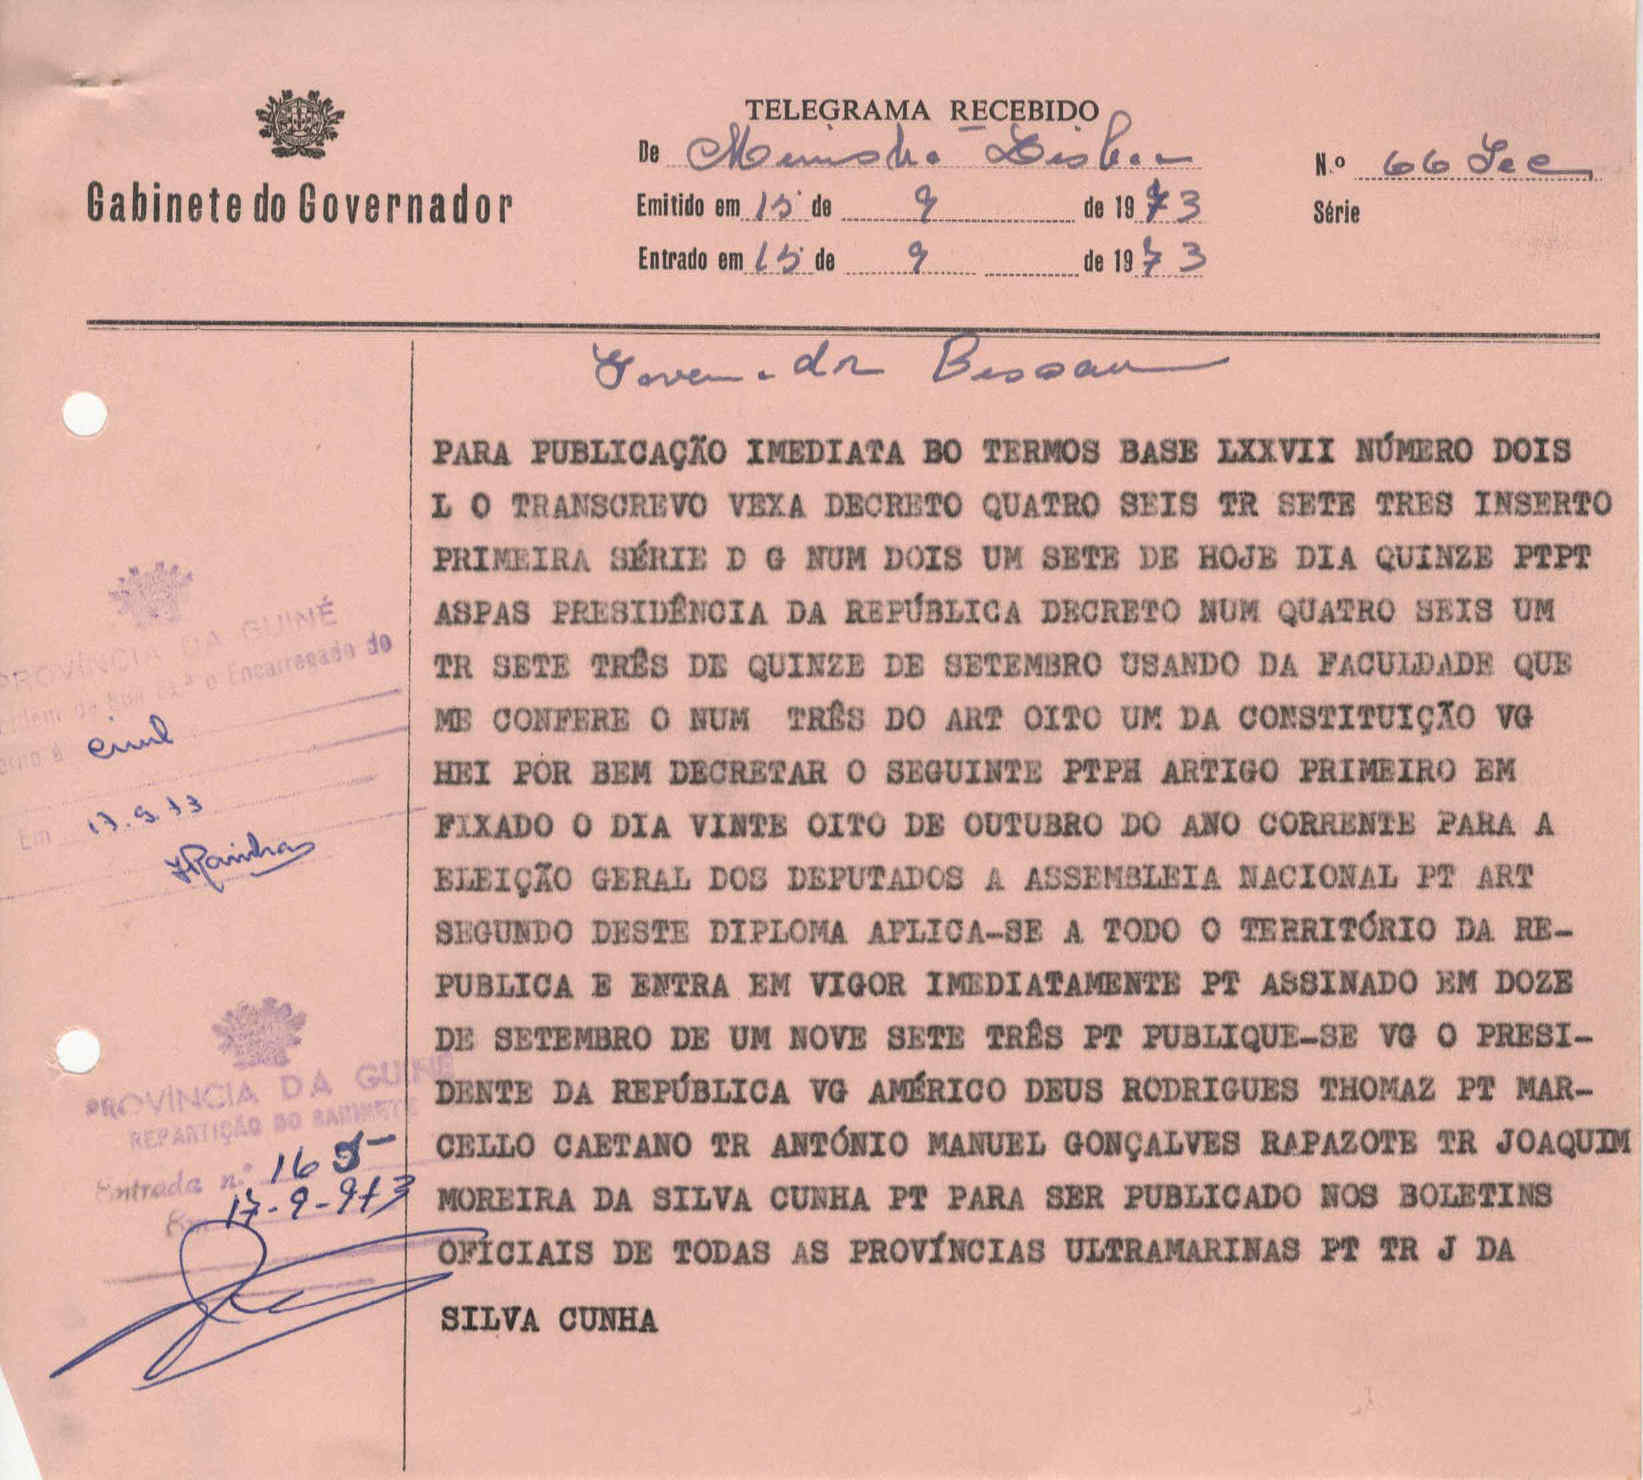 TELEGRAMA RECEBIDO
Gabinete do Governador
De Ministro Lisboa
Emitido em 15 de 9 de 1973
Entrado em 15 de 9 de 1973
N.º 66 Sec
Série
Governador Bissau
PARA PUBLICAÇÃO IMEDIATA BO TERMOS BASE LXXVII NÚMERO DOIS
L O TRANSCREVO VEXA DECRETO QUATRO SEIS TR SETE TRES INSERTO
PRIMEIRA SÉRIE D G NUM DOIS UM SETE DE HOJE DIA QUINZE PTPT
ASPAS PRESIDÊNCIA DA REPÚBLICA DECRETO NUM QUATRO SEIS UM
TR SETE TRÊS DE QUINZE DE SETEMBRO USANDO DA FACULDADE QUE
ME CONFERE O NUM TRÊS DO ART OITO UM DA CONSTITUIÇÃO VG
HEI POR BEM DECRETAR O SEGUINTE PTPH ARTIGO PRIMEIRO EM
FIXADO O DIA VINTE OITO DE OUTUBRO DO ANO CORRENTE PARA A
ELEIÇÃO GERAL DOS DEPUTADOS A ASSEMBLEIA NACIONAL PT ART
SEGUNDO DESTE DIPLOMA APLICA-SE A TODO O TERRITÓRIO DA RE-
PUBLICA E ENTRA EM VIGOR IMEDIATAMENTE PT ASSINADO EM DOZE
DE SETEMBRO DE UM NOVE SETE TRÊS PT PUBLIQUE-SE VG O PRESI-
DENTE DA REPÚBLICA VG AMÉRICO DEUS RODRIGUES THOMAZ PT MAR-
CELLO CAETANO TR ANTÓNIO MANUEL GONÇALVES RAPAZOTE TR JOAQUIM
MOREIRA DA SILVA CUNHA PT PARA SER PUBLICADO NOS BOLETINS
OFICIAIS DE TODAS AS PROVÍNCIAS ULTRAMARINAS PT TR J DA
SILVA CUNHA
PROVÍNCIA DA GUINÉ
de Sua Ex.ª o Encarregado do
civil
Em 17.9.73
PROVÍNCIA DA GUINÉ
REPARTIÇÃO DO GABINETE
Entrada n.º 165
17-9-973